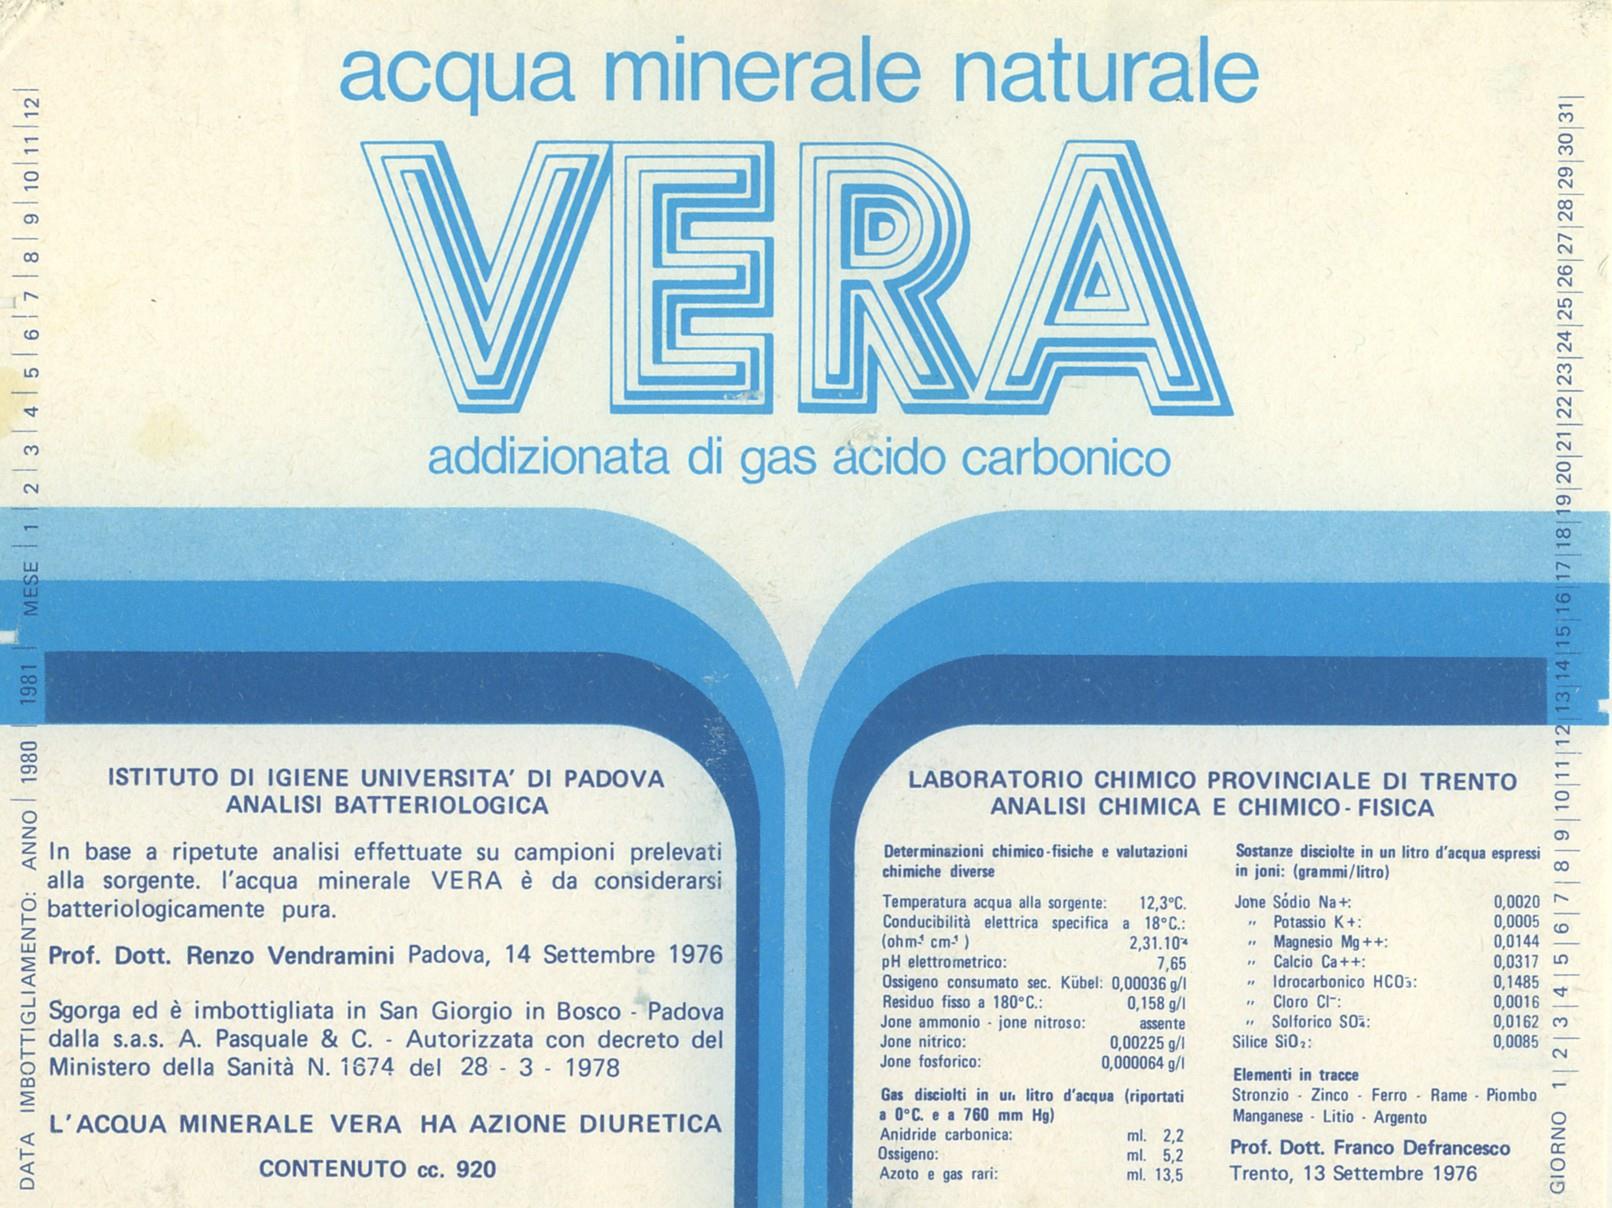 acqua minerale naturale
VERA
addizionata di gas acido carbonico
DATA IMBOTTIGLIAMENTO: ANNO | 1980 | 1981 | MESE | 1 | 2 | 3 | 4 | 5 | 6 | 7 | 8 | 9 | 10 | 11 | 12 |
ISTITUTO DI IGIENE UNIVERSITA' DI PADOVA
ANALISI BATTERIOLOGICA
In base a ripetute analisi effettuate su campioni prelevati
alla sorgente. l'acqua minerale VERA è da considerarsi
batteriologicamente pura.
Prof. Dott. Renzo Vendramini Padova, 14 Settembre 1976
Sgorga ed è imbottigliata in San Giorgio in Bosco - Padova
dalla s.a.s. A. Pasquale & C. - Autorizzata con decreto del
Ministero della Sanità N. 1674 del 28 - 3 - 1978
L'ACQUA MINERALE VERA HA AZIONE DIURETICA
CONTENUTO cc. 920
LABORATORIO CHIMICO PROVINCIALE DI TRENTO
ANALISI CHIMICA E CHIMICO-FISICA
Determinazioni chimico-fisiche e valutazioni
chimiche diverse
Temperatura acqua alla sorgente: 12,3°C.
Conducibilità elettrica specifica a 18°C.:
(ohm-¹ cm-¹ ) 2,31.10-⁴
pH elettrometrico: 7,65
Ossigeno consumato sec. Kübel: 0,00036 g/l
Residuo fisso a 180°C.: 0,158 g/l
Jone ammonio - jone nitroso: assente
Jone nitrico: 0,00225 g/l
Jone fosforico: 0,000064 g/l
Gas disciolti in un litro d'acqua (riportati
a 0°C. e a 760 mm Hg)
Anidride carbonica: ml. 2,2
Ossigeno: ml. 5,2
Azoto e gas rari: ml. 13,5
Sostanze disciolte in un litro d'acqua espressi
in joni: (grammi/litro)
Jone Sódio Na+: 0,0020
" Potassio K+: 0,0005
" Magnesio Mg++: 0,0144
" Calcio Ca++: 0,0317
" Idrocarbonico HCO₃⁻: 0,1485
" Cloro Cl⁻: 0,0016
" Solforico SO₄⁼: 0,0162
Silice SiO₂: 0,0085
Elementi in tracce
Stronzio - Zinco - Ferro - Rame - Piombo
Manganese - Litio - Argento
Prof. Dott. Franco Defrancesco
Trento, 13 Settembre 1976
GIORNO 1|2|3|4|5|6|7|8|9|10|11|12|13|14|15|16|17|18|19|20|21|22|23|24|25|26|27|28|29|30|31|